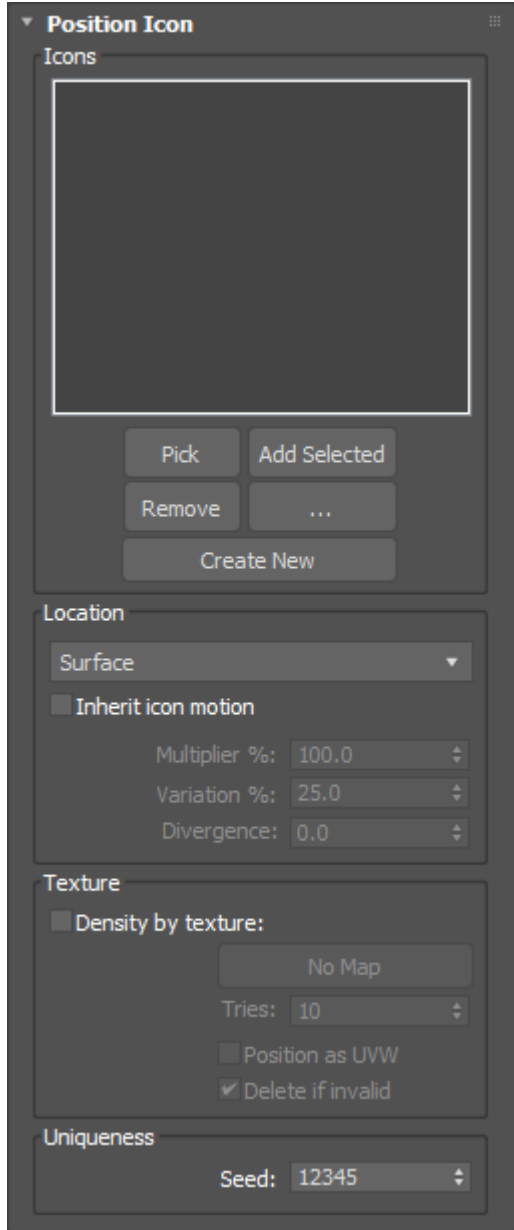 Position Icon
Icons
Pick
Add Selected
Remove
...
Create New
Location
Surface
Inherit icon motion
Multiplier %: 100.0
Variation %: 25.0
Divergence: 0.0
Texture
Density by texture:
No Map
Tries: 10
Position as UVW
Delete if invalid
Uniqueness
Seed: 12345